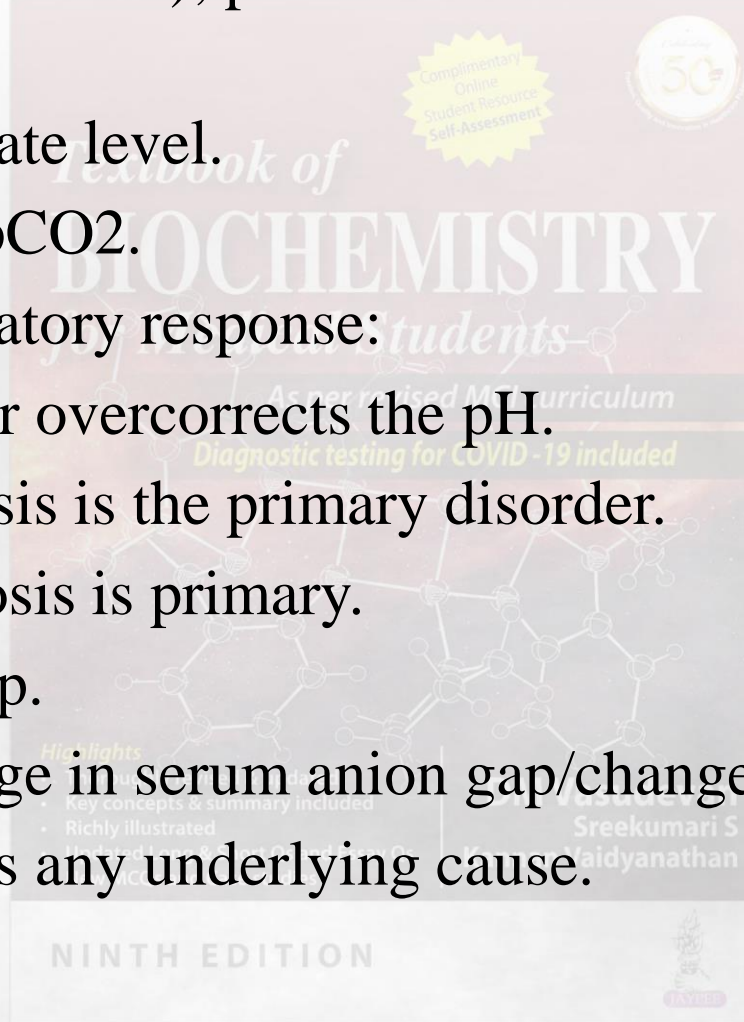 ate level.
Complimentary
Online
Student Resource
Self-Assessment
50
Textbook of
CO2.
BIOCHEMISTRY
atory response:
for Medical Students
As per revised MCI curriculum
r overcorrects the pH.
Diagnostic testing for COVID-19 included
sis is the primary disorder.
osis is primary.
p.
Highlights
ge in serum anion gap/change
• Key concepts & summary included
• Richly illustrated
Sreekumari S
Vaidyanathan
s any underlying cause.
NINTH EDITION
JAYPEE